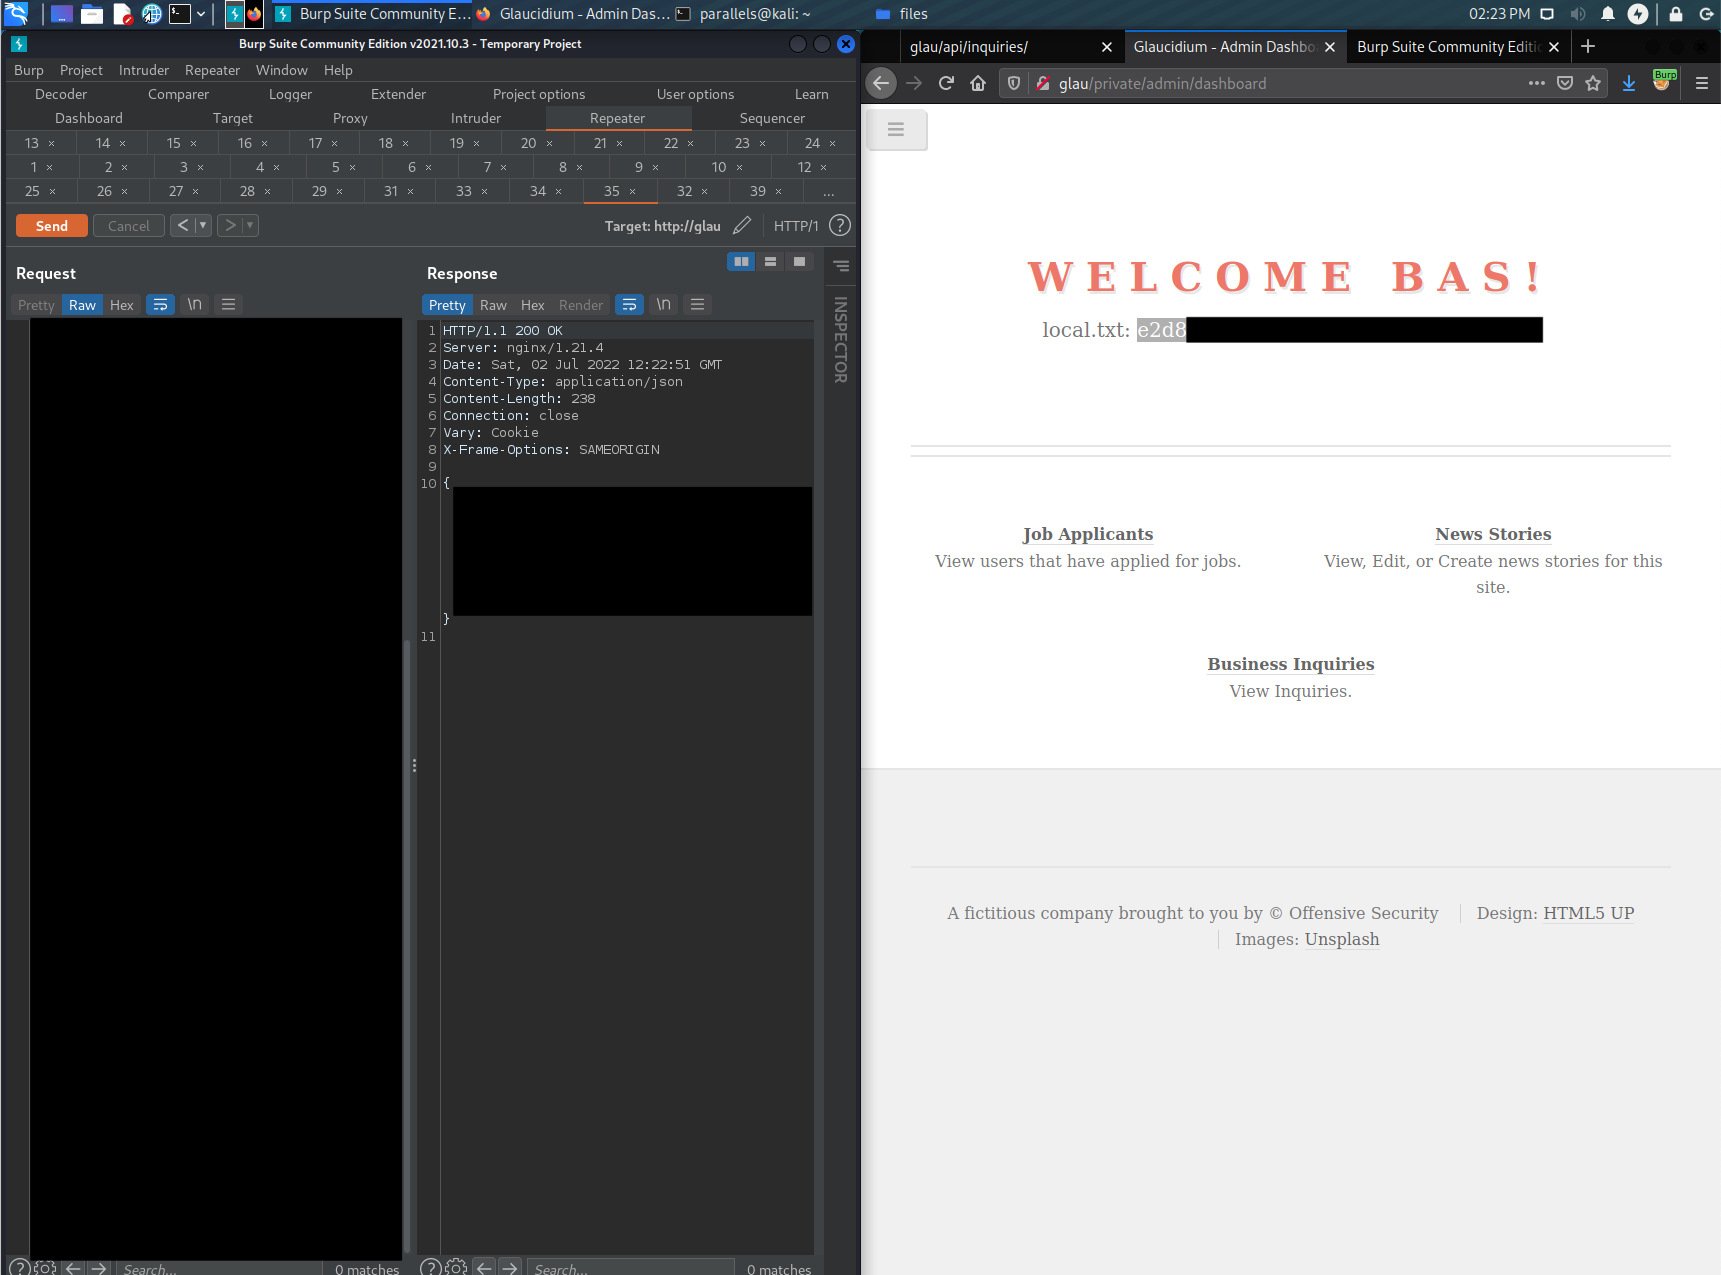 Burp Suite Community E...
Glaucidium - Admin Das...
parallels@kali: ~
files
02:23 PM
Burp Suite Community Edition v2021.10.3 - Temporary Project
Burp Project Intruder Repeater Window Help
Decoder Comparer Logger Extender Project options User options Learn
Dashboard Target Proxy Intruder Repeater Sequencer
13 × 14 × 15 × 16 × 17 × 18 × 19 × 20 × 21 × 22 × 23 × 24 ×
1 × 2 × 3 × 4 × 5 × 6 × 7 × 8 × 9 × 10 × 12 ×
25 × 26 × 27 × 28 × 29 × 31 × 33 × 34 × 35 × 32 × 39 × ...
Send Cancel < > Target: http://glau HTTP/1 ?
Request
Pretty Raw Hex \n
Response
Pretty Raw Hex Render \n
INSPECTOR
1 HTTP/1.1 200 OK
2 Server: nginx/1.21.4
3 Date: Sat, 02 Jul 2022 12:22:51 GMT
4 Content-Type: application/json
5 Content-Length: 238
6 Connection: close
7 Vary: Cookie
8 X-Frame-Options: SAMEORIGIN
9
10 {
}
11
? Search... 0 matches
? Search... 0 matches
glau/api/inquiries/
Glaucidium - Admin Dashbo
Burp Suite Community Editi
glau/private/admin/dashboard
Burp
WELCOME BAS!
local.txt: e2d8
Job Applicants
View users that have applied for jobs.
News Stories
View, Edit, or Create news stories for this
site.
Business Inquiries
View Inquiries.
A fictitious company brought to you by © Offensive Security Design: HTML5 UP
Images: Unsplash